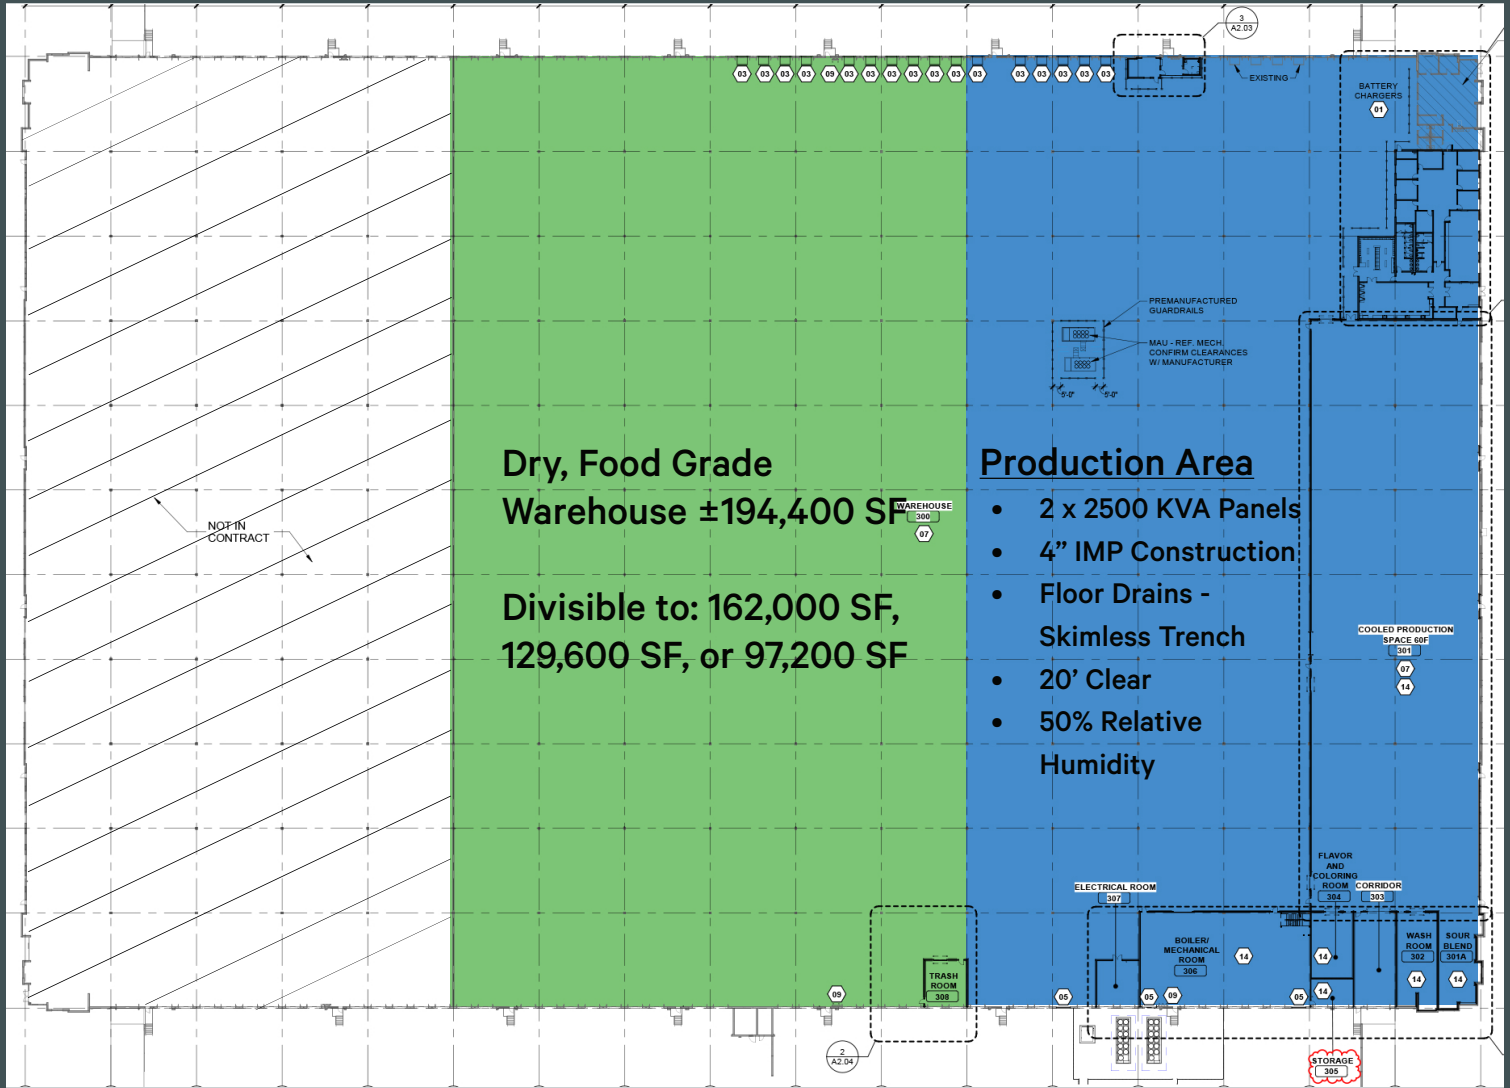 3
A2.03
03
03
03
03
09
03
03
03
03
03
03
03
03
03
03
03
03
EXISTING
BATTERY
CHARGERS
01
PREMANUFACTURED
GUARDRAILS
MAU - REF. MECH.
CONFIRM CLEARANCES
W/ MANUFACTURER
5'-0"
5'-0"
NOT IN
CONTRACT
Dry, Food Grade
Warehouse ±194,400 SF
Divisible to: 162,000 SF,
129,600 SF, or 97,200 SF
WAREHOUSE
300
07
Production Area
• 2 x 2500 KVA Panels
• 4” IMP Construction
• Floor Drains -
Skimless Trench
• 20’ Clear
• 50% Relative
Humidity
COOLED PRODUCTION
SPACE 60F
301
07
14
FLAVOR
AND
COLORING
ROOM
304
CORRIDOR
303
ELECTRICAL ROOM
307
BOILER/
MECHANICAL
ROOM
306
14
14
14
WASH
ROOM
302
14
SOUR
BLEND
301A
14
TRASH
ROOM
308
09
05
05
09
05
2
A2.04
STORAGE
305